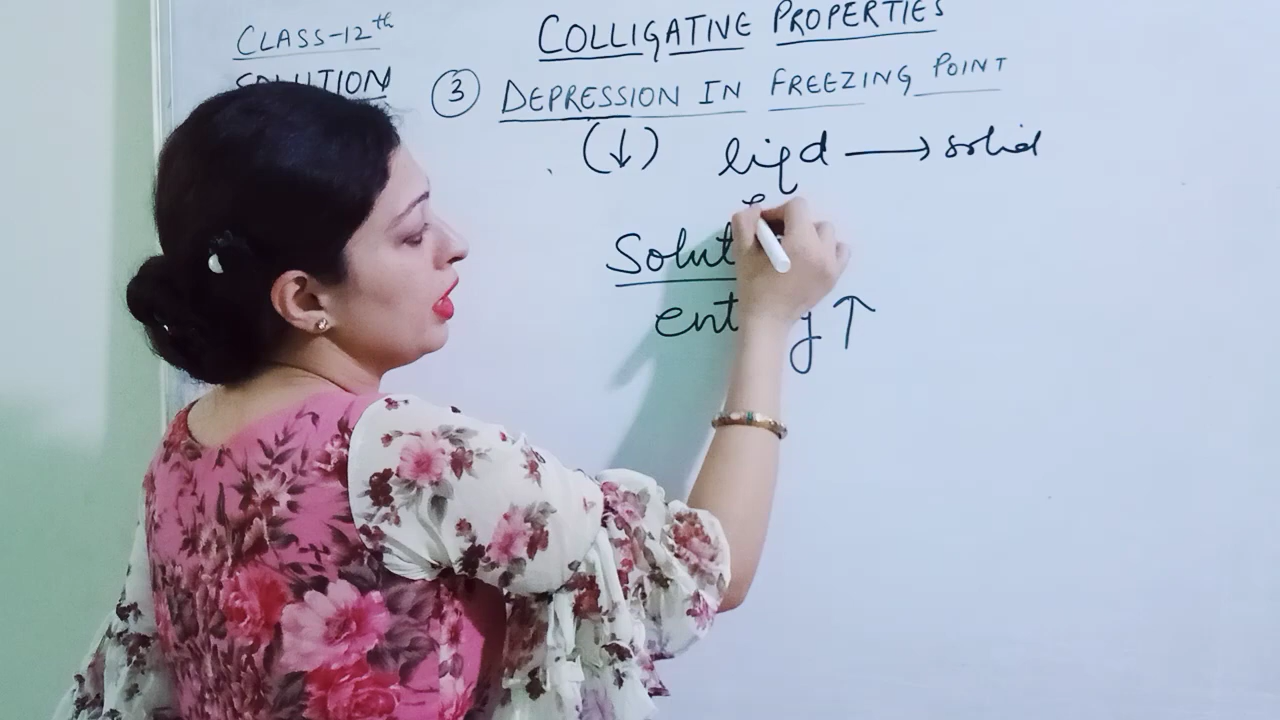 CLASS-12th
SOLUTION
COLLIGATIVE PROPERTIES
③ DEPRESSION IN FREEZING POINT
(↓) liqd → solid
Solut
ent y ↑